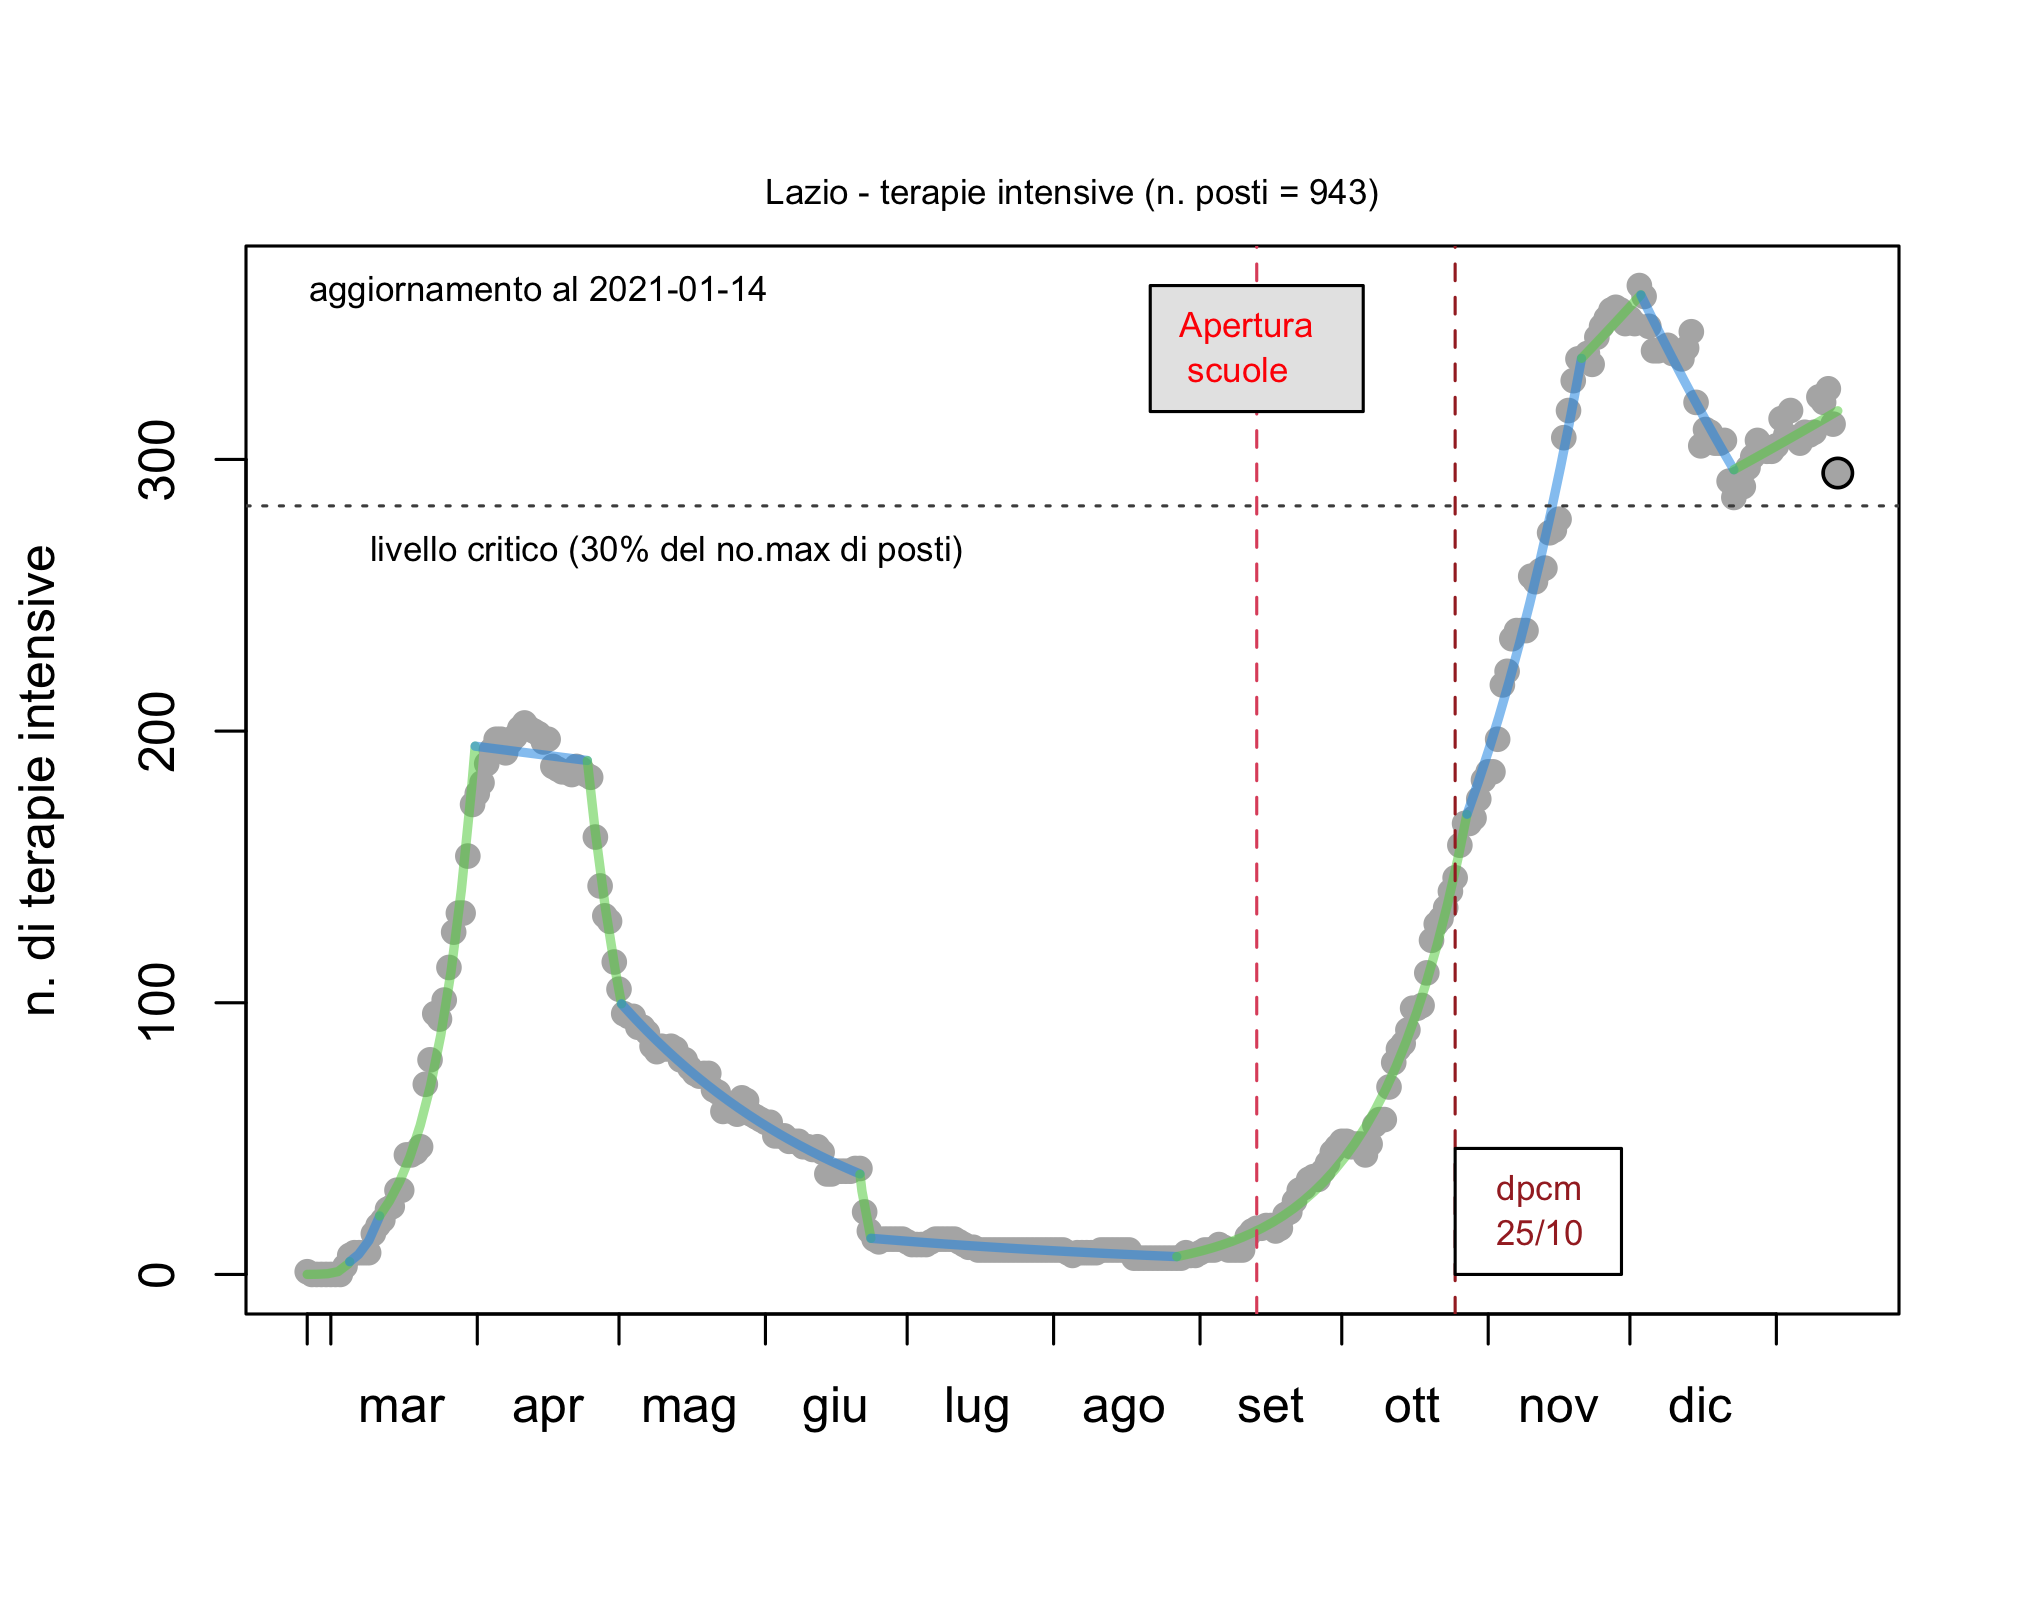 Lazio - terapie intensive (n. posti = 943)
aggiornamento al 2021-01-14
Apertura
scuole
livello critico (30% del no.max di posti)
n. di terapie intensive
300
200
100
0
dpcm
25/10
mar apr mag giu lug ago set ott nov dic